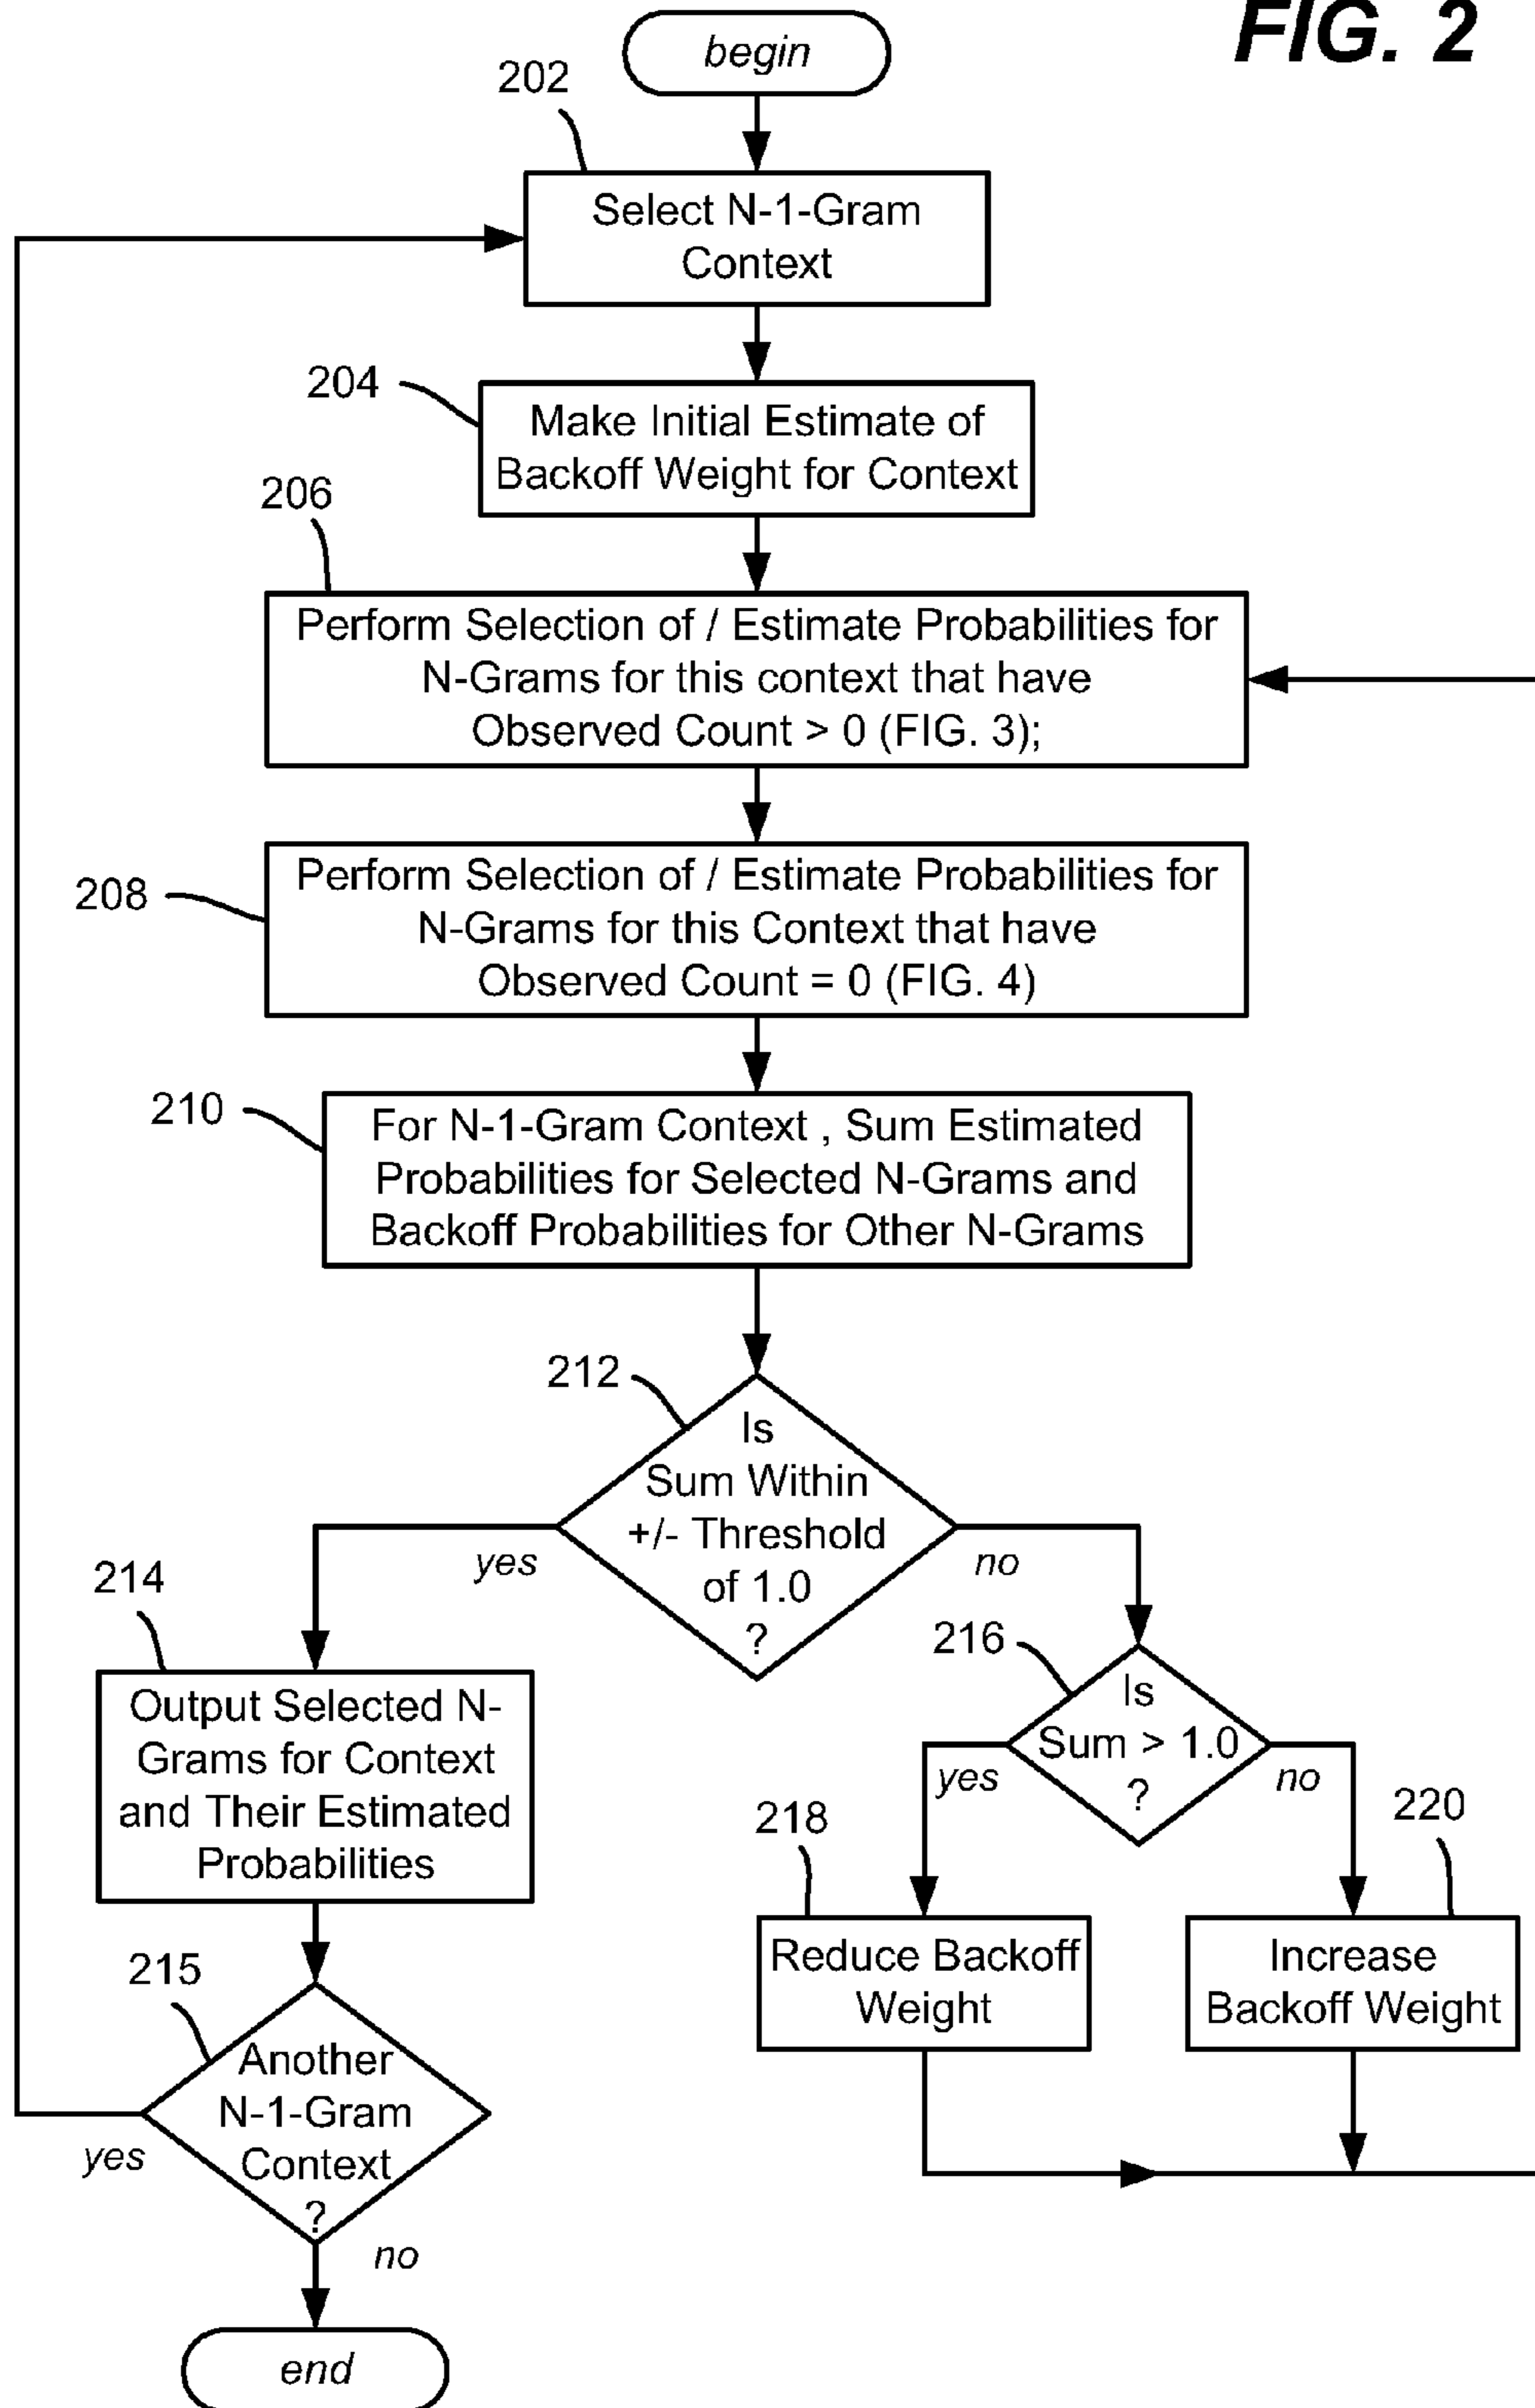 FIG. 2
begin
202
Select N-1-Gram
Context
204
Make Initial Estimate of
Backoff Weight for Context
206
Perform Selection of / Estimate Probabilities for
N-Grams for this context that have
Observed Count > 0 (FIG. 3);
208
Perform Selection of / Estimate Probabilities for
N-Grams for this Context that have
Observed Count = 0 (FIG. 4)
210
For N-1-Gram Context , Sum Estimated
Probabilities for Selected N-Grams and
Backoff Probabilities for Other N-Grams
212
Is
Sum Within
+/- Threshold
of 1.0
?
yes
no
214
Output Selected N-
Grams for Context
and Their Estimated
Probabilities
216
Is
Sum > 1.0
?
yes
no
218
Reduce Backoff
Weight
220
Increase
Backoff Weight
215
Another
N-1-Gram
Context
?
yes
no
end